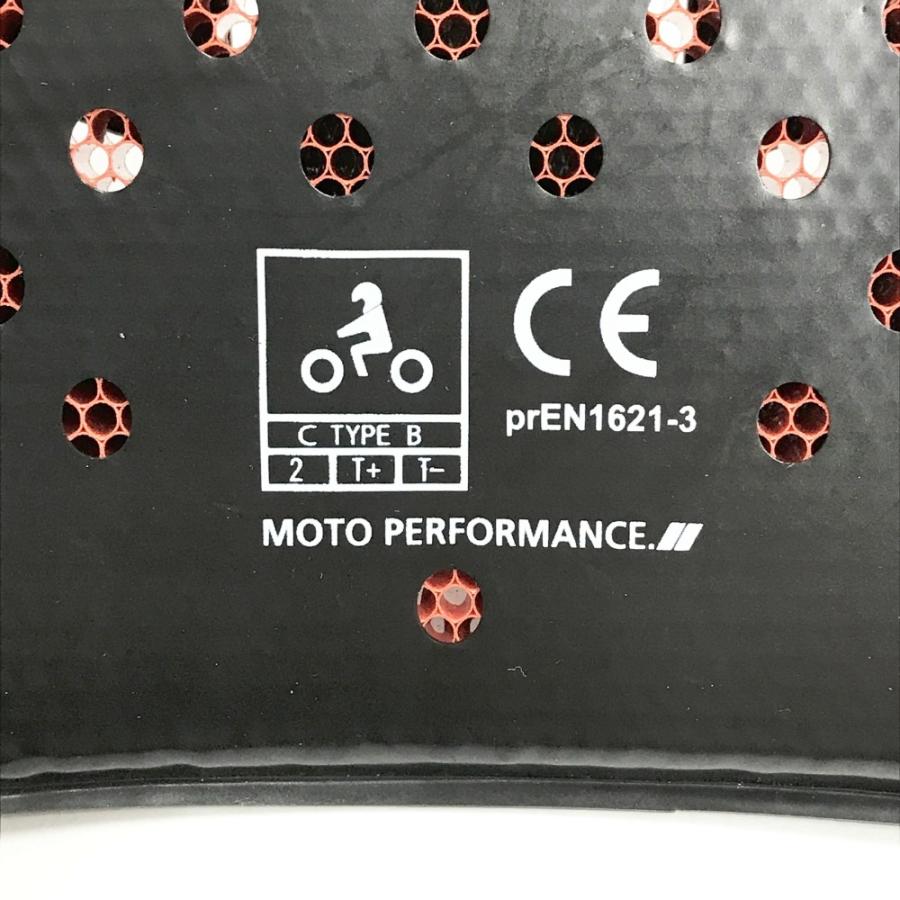 C TYPE B
2 T+ T-
CE
prEN1621-3
MOTO PERFORMANCE.